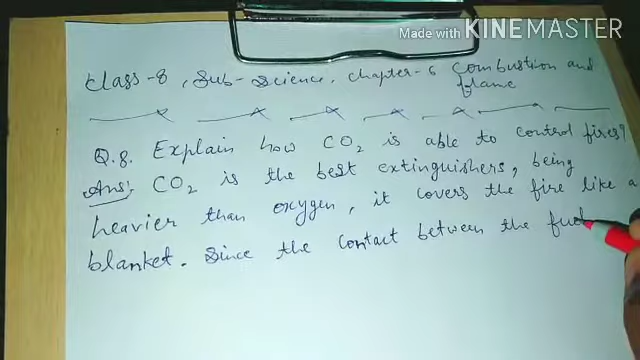 Made with KINEMASTER
Class-8, Sub-Science, Chapter-6 Combustion and
flame
Q.8. Explain how CO2 is able to control fires?
Ans: CO2 is the best extinguishers, being
heavier than oxygen, it covers the fire like a
blanket. Since the contact between the fuel